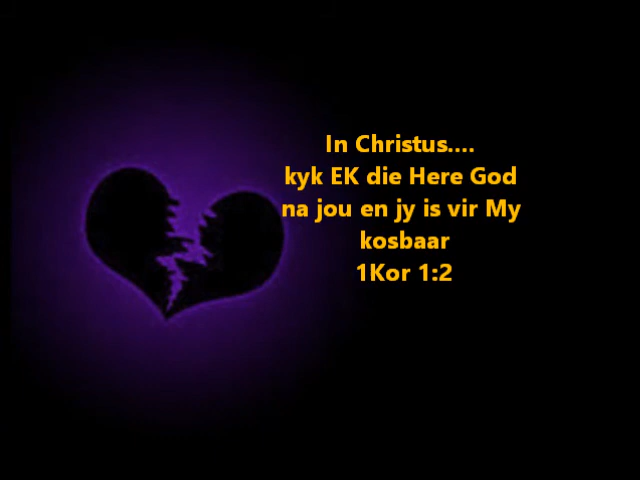 In Christus....
kyk EK die Here God
na jou en jy is vir My
kosbaar
1Kor 1:2